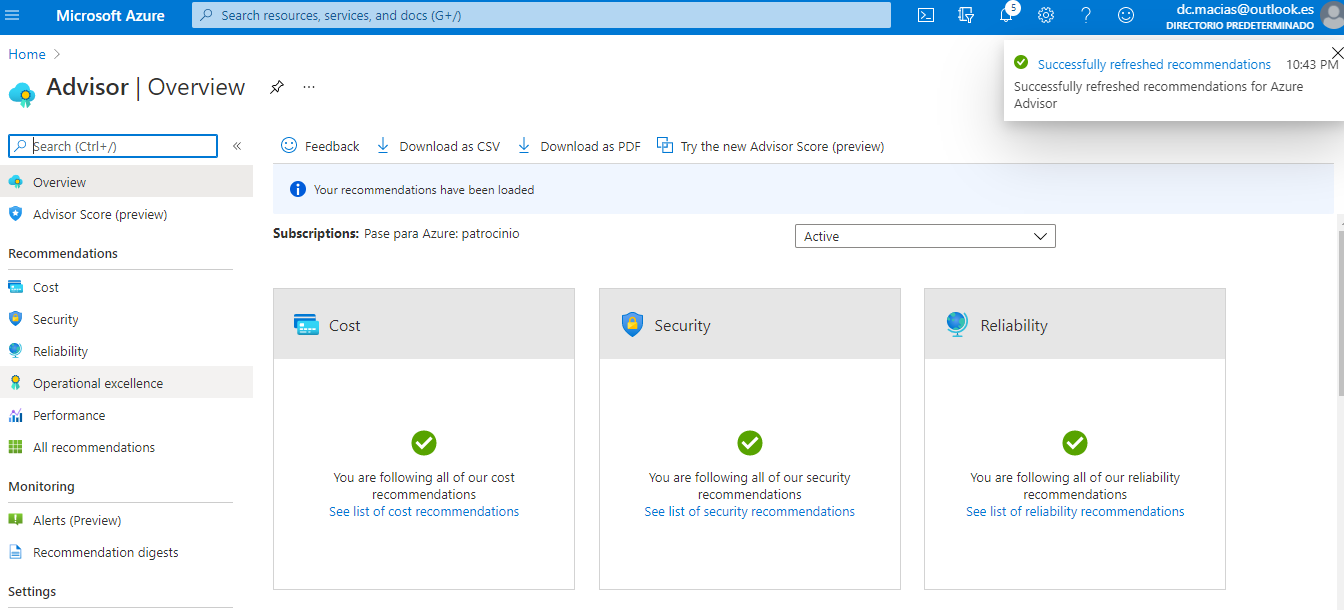 Microsoft Azure
Search resources, services, and docs (G+/)
5
dc.macias@outlook.es
DIRECTORIO PREDETERMINADO
Home
Successfully refreshed recommendations 10:43 PM
Successfully refreshed recommendations for Azure
Advisor
Advisor | Overview
...
Search (Ctrl+/)
«
Feedback
Download as CSV
Download as PDF
Try the new Advisor Score (preview)
Overview
Advisor Score (preview)
Recommendations
Cost
Security
Reliability
Operational excellence
Performance
All recommendations
Monitoring
Alerts (Preview)
Recommendation digests
Settings
Your recommendations have been loaded
Subscriptions: Pase para Azure: patrocinio
Active
Cost
You are following all of our cost
recommendations
See list of cost recommendations
Security
You are following all of our security
recommendations
See list of security recommendations
Reliability
You are following all of our reliability
recommendations
See list of reliability recommendations